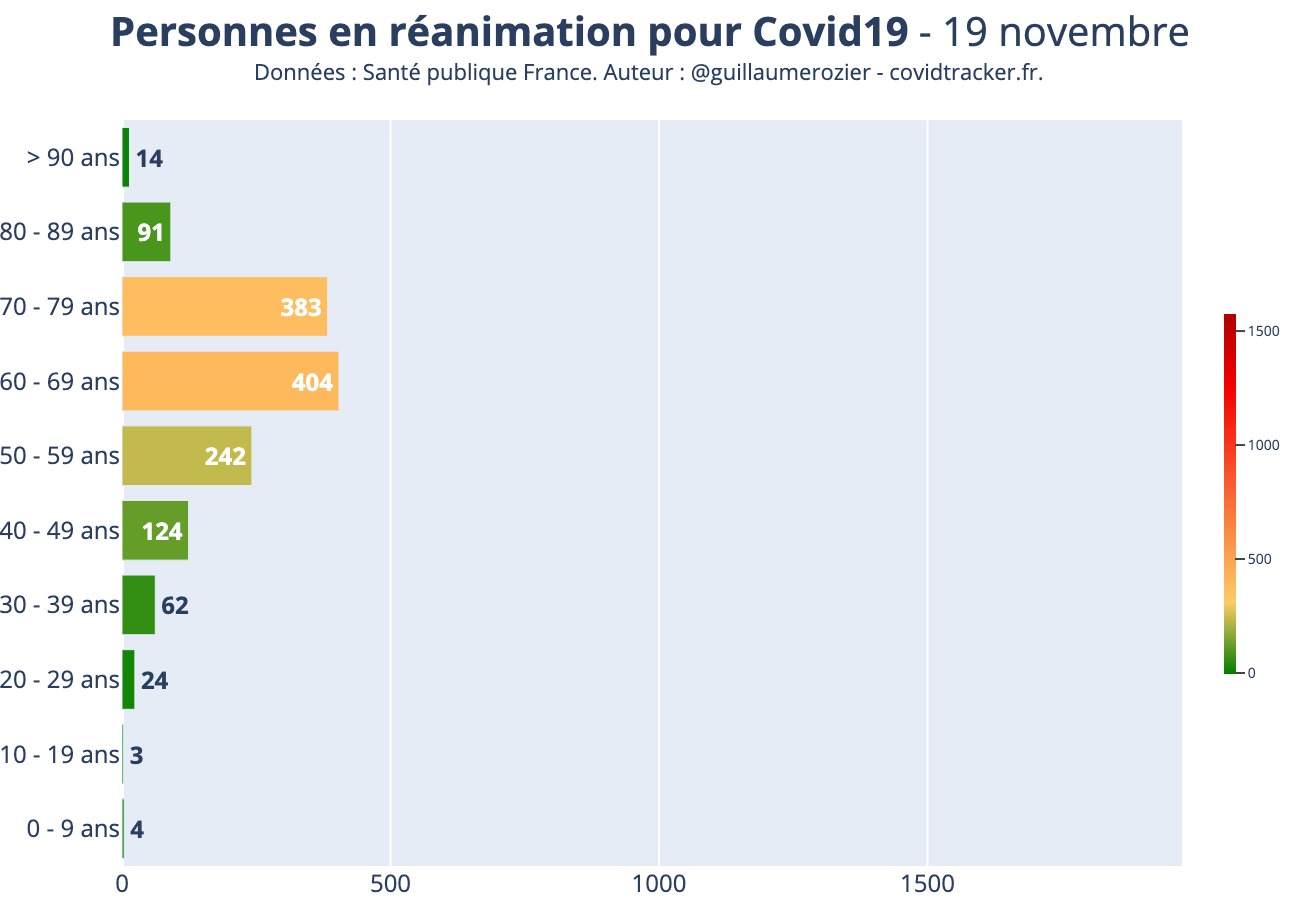 Personnes en réanimation pour Covid19 - 19 novembre
Données : Santé publique France. Auteur : @guillaumerozier - covidtracker.fr.
> 90 ans 14
80 - 89 ans 91
70 - 79 ans 383
60 - 69 ans 404
50 - 59 ans 242
40 - 49 ans 124
30 - 39 ans 62
20 - 29 ans 24
10 - 19 ans 3
0 - 9 ans 4
0 500 1000 1500
1500
1000
500
0